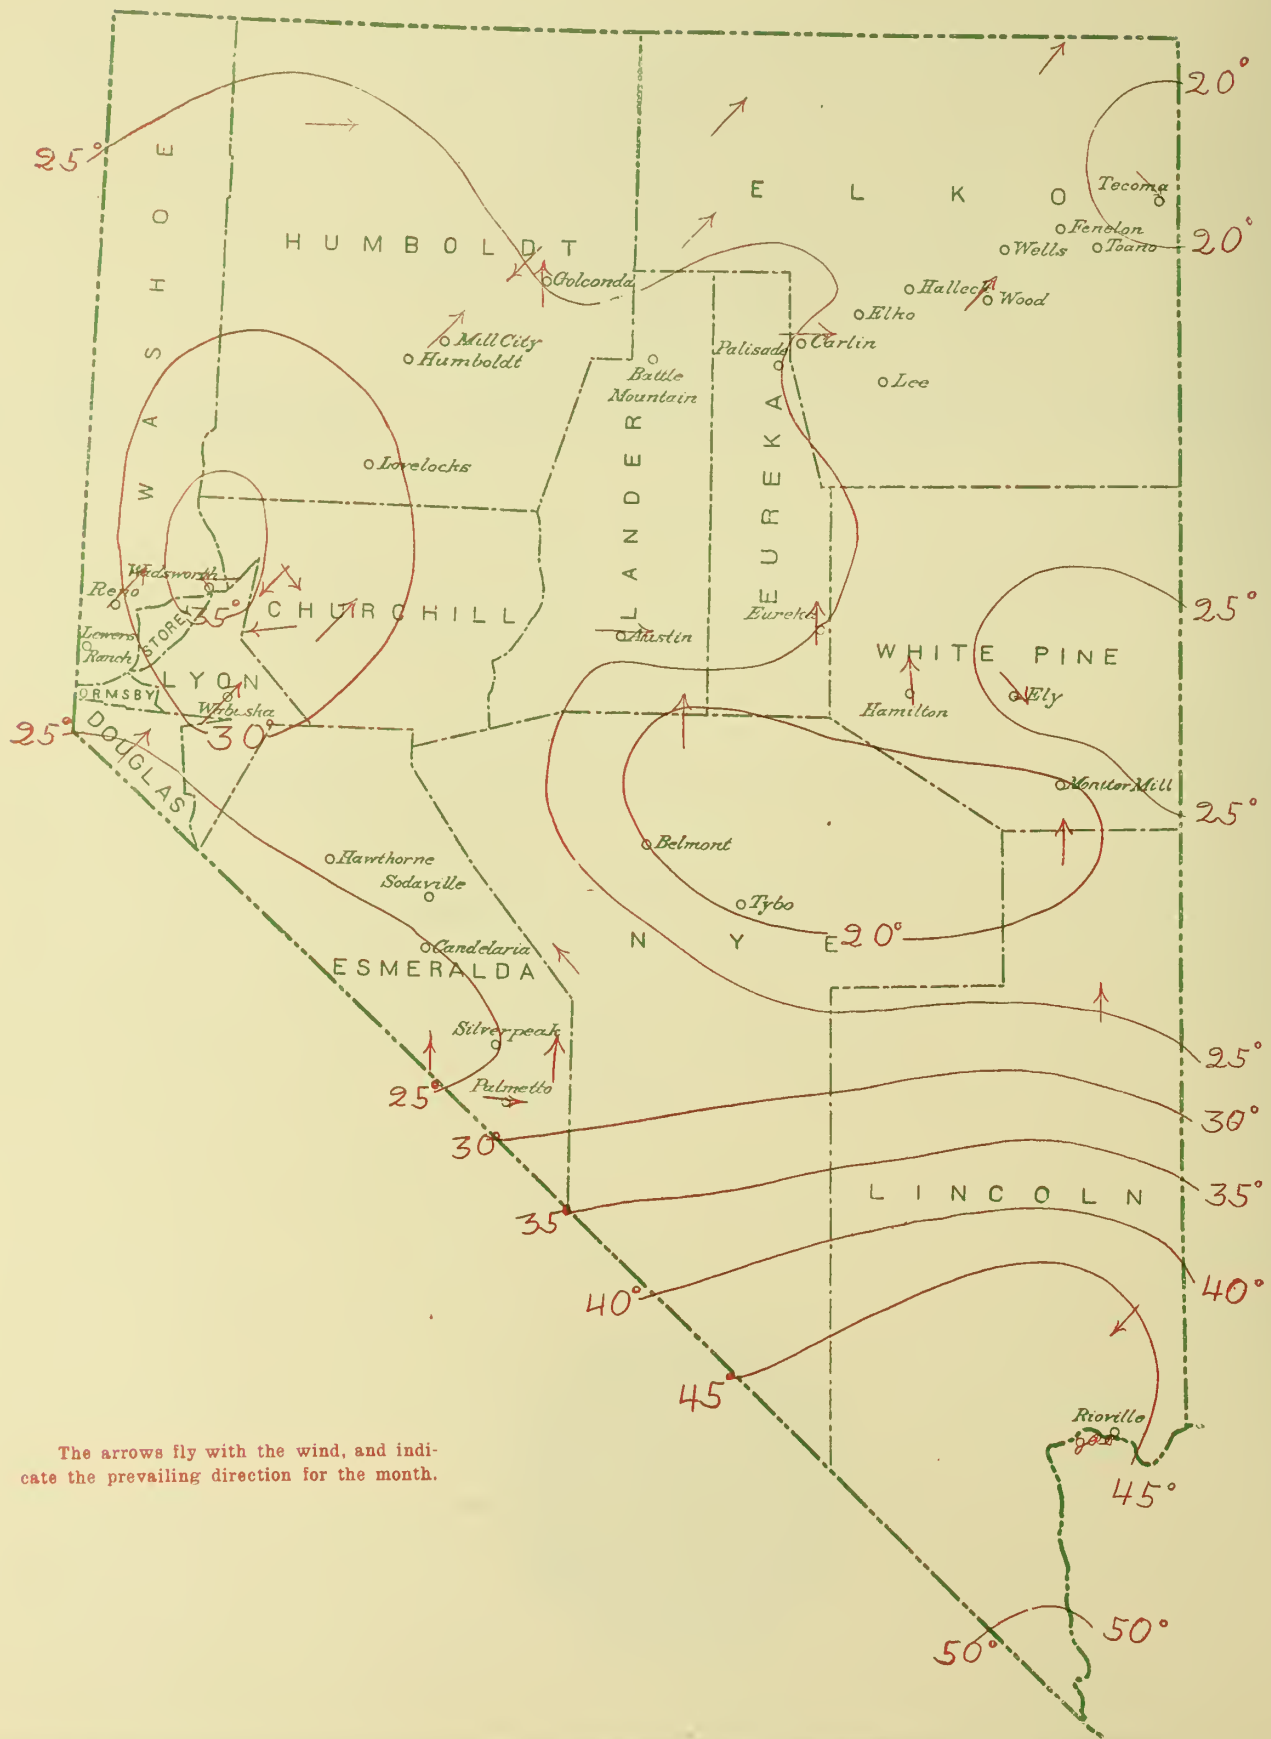 20°
25°
WASHOE
ELKO
Tecoma
Fenelon
Wells
Toano
20°
HUMBOLDT
Golconda
Halleck
Wood
Elko
Mill City
Humboldt
Carlin
Palisade
Battle
Mountain
Lee
LANDER
EUREKA
Lovelocks
Wadsworth
Reno
35°
CHURCHILL
STOREY
Eureka
25°
Lewers
Ranch
Austin
WHITE PINE
LYON
ORMSBY
Wabuska
Hamilton
Ely
25°
DOUGLAS
30°
Monitor Mill
25°
Belmont
Hawthorne
Sodaville
Tybo
NYE
20°
Candelaria
ESMERALDA
Silverpeak
25°
Palmetto
25°
30°
30°
35°
35°
LINCOLN
40°
40°
45
Rioville
45°
The arrows fly with the wind, and indi-
cate the prevailing direction for the month.
50°
50°